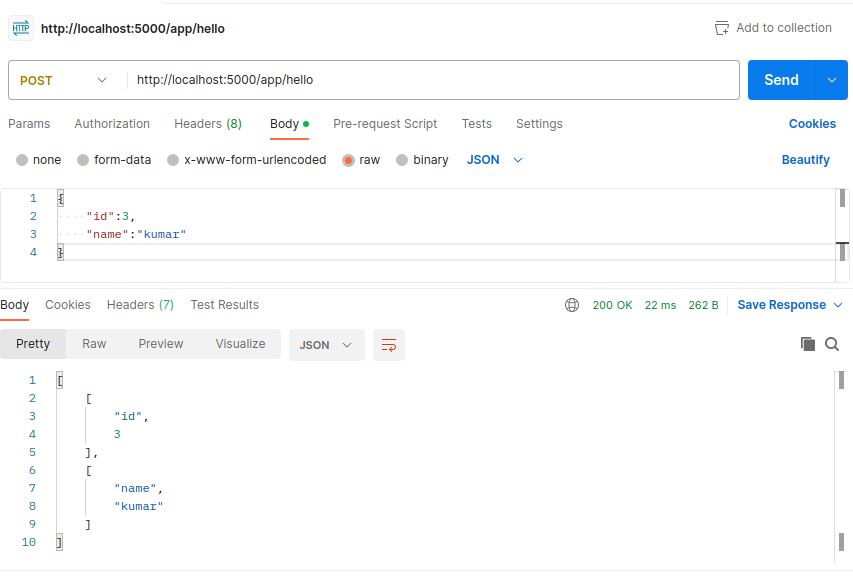 HTTP http://localhost:5000/app/hello Add to collection
POST http://localhost:5000/app/hello Send
Params Authorization Headers (8) Body Pre-request Script Tests Settings Cookies
none form-data x-www-form-urlencoded raw binary JSON Beautify
1 {
2 "id":3,
3 "name":"kumar"
4 }
Body Cookies Headers (7) Test Results 200 OK 22 ms 262 B Save Response
Pretty Raw Preview Visualize JSON
1 [
2 [
3 "id",
4 3
5 ],
6 [
7 "name",
8 "kumar"
9 ]
10 ]